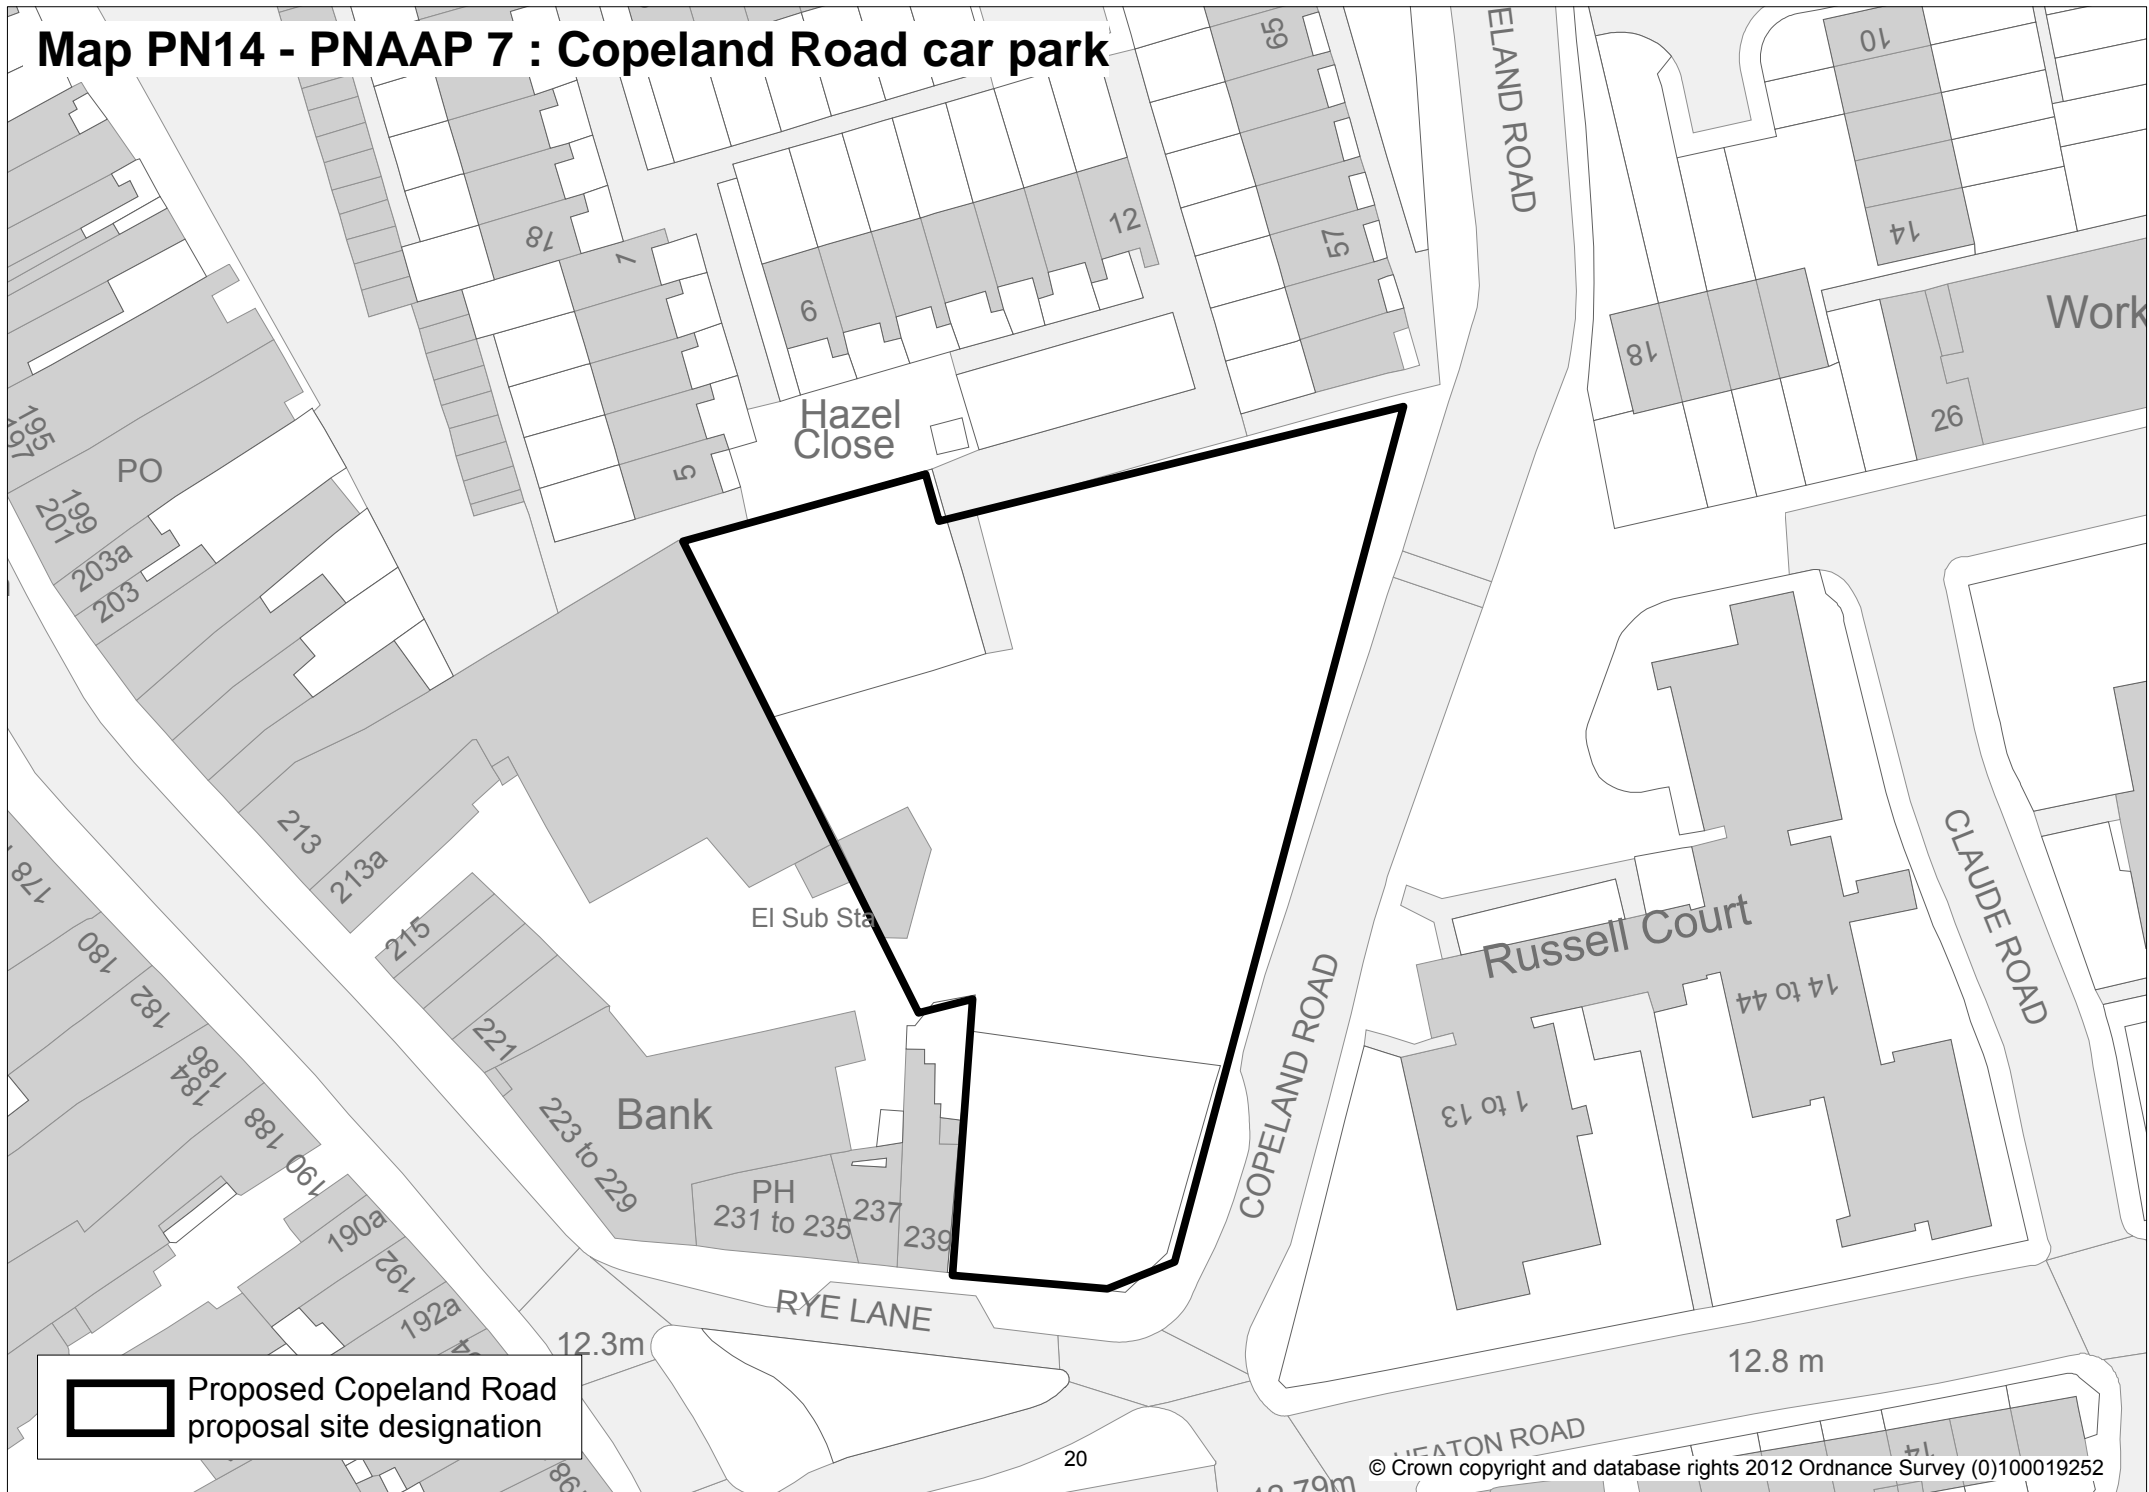 Map PN14 - PNAAP 7 : Copeland Road car park
65
ELAND ROAD
10
18
7
12
57
14
6
Work
18
26
Hazel
Close
5
195
197
PO
199
201
203a
203
213
213a
178
El Sub Sta
215
180
182
221
186
184
188
190
Bank
223 to 229
PH
231 to 235
237
239
190a
192
192a
RYE LANE
12.3m
COPELAND ROAD
Russell Court
14 to 44
1 to 13
CLAUDE ROAD
12.8 m
HEATON ROAD
14
Proposed Copeland Road
proposal site designation
20
© Crown copyright and database rights 2012 Ordnance Survey (0)100019252